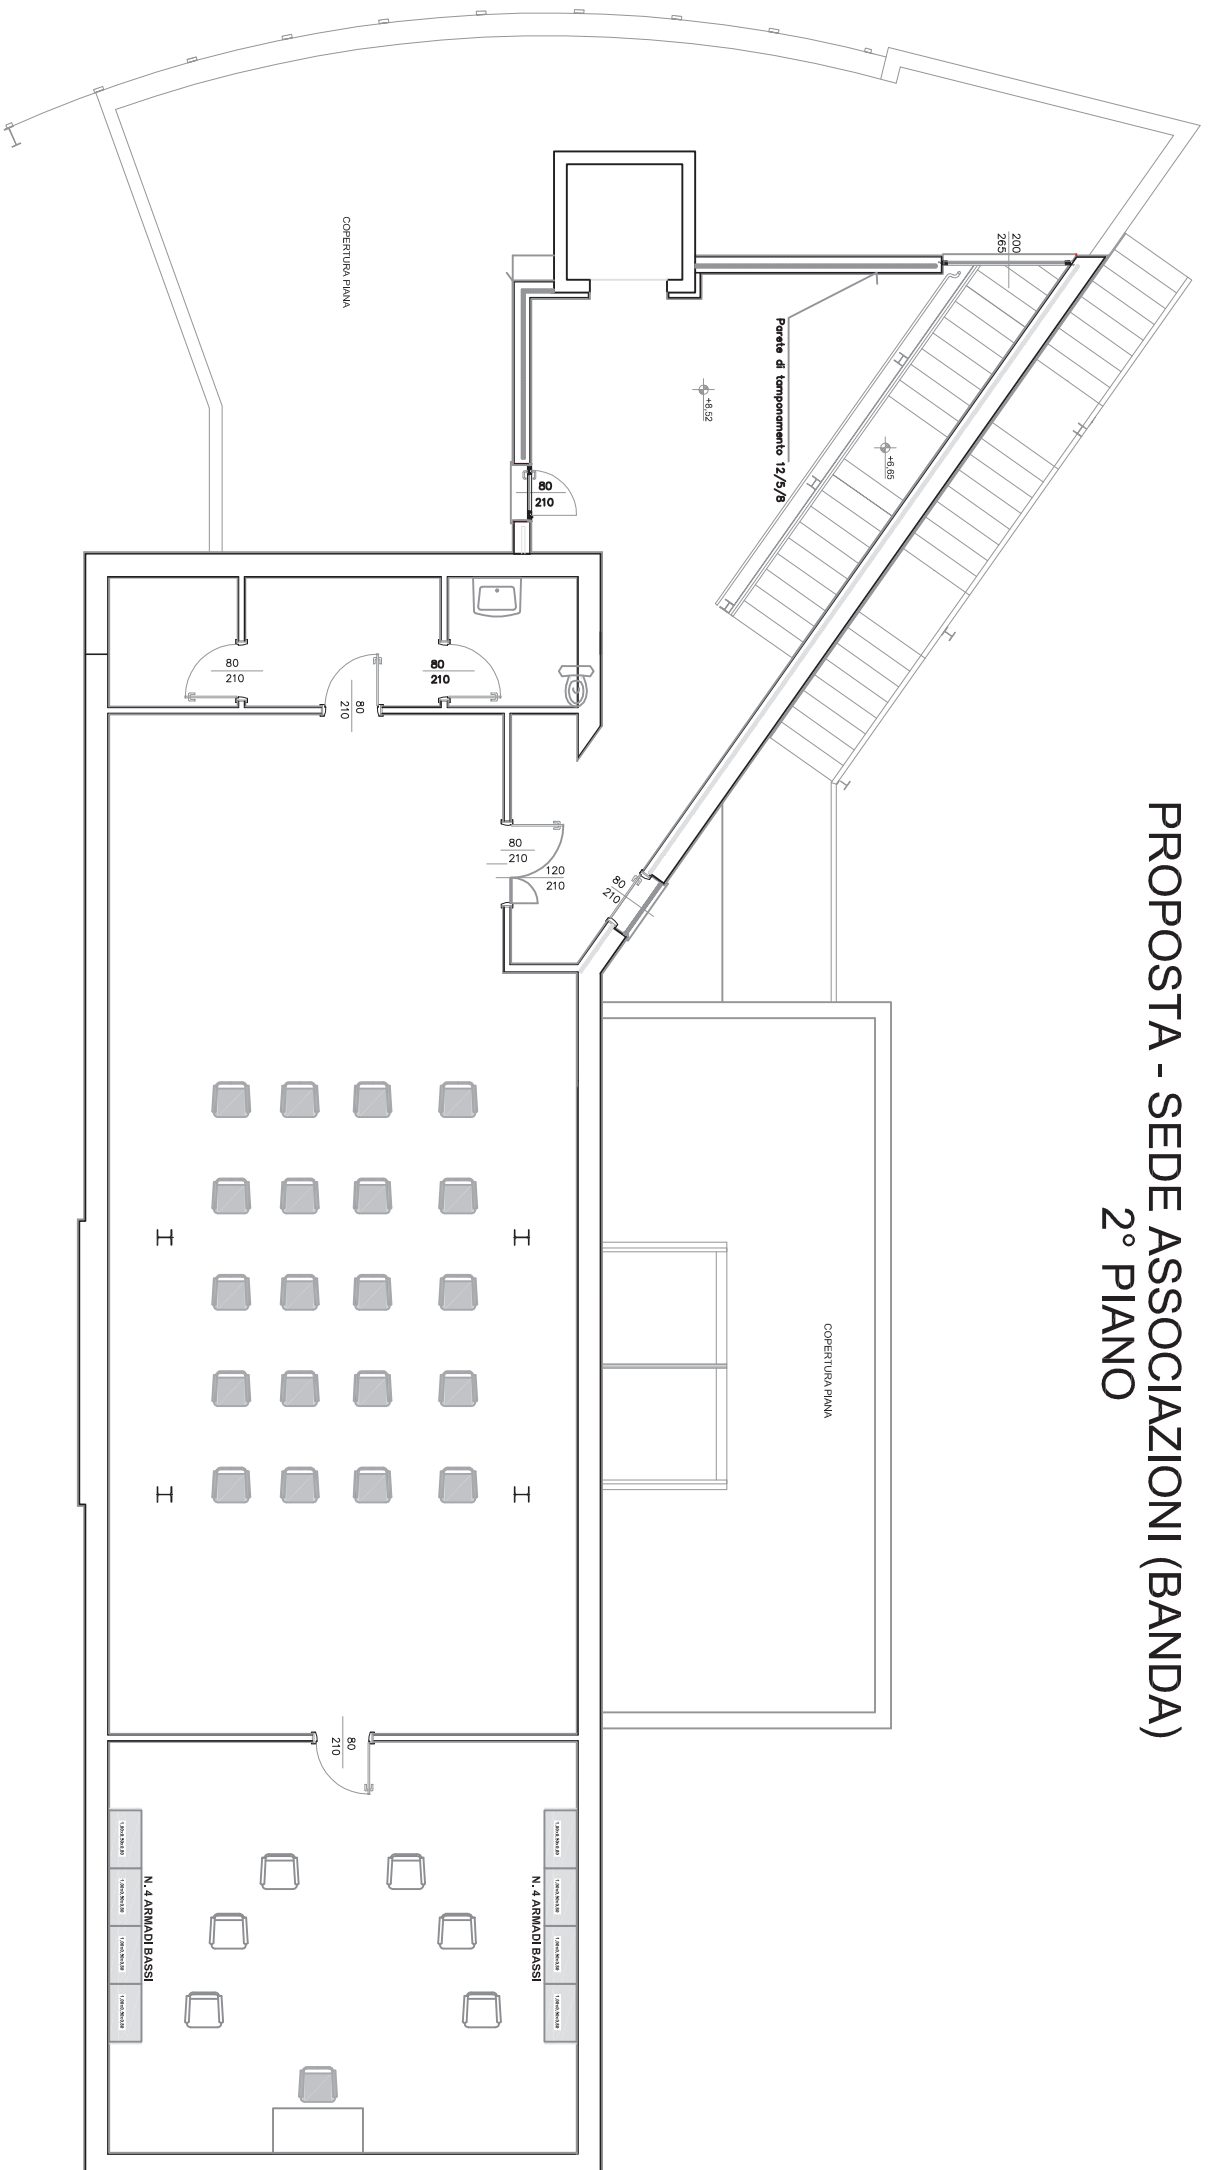 PROPOSTA - SEDE ASSOCIAZIONI (BANDA)
2° PIANO
COPERTURA PIANA
200
265
Parete di tamponamento 12/5/8
+8,52
+6,65
80
210
80
210
80
210
80
210
80
210
120
210
80
210
COPERTURA PIANA
80
210
N. 4 ARMADI BASSI
N. 4 ARMADI BASSI